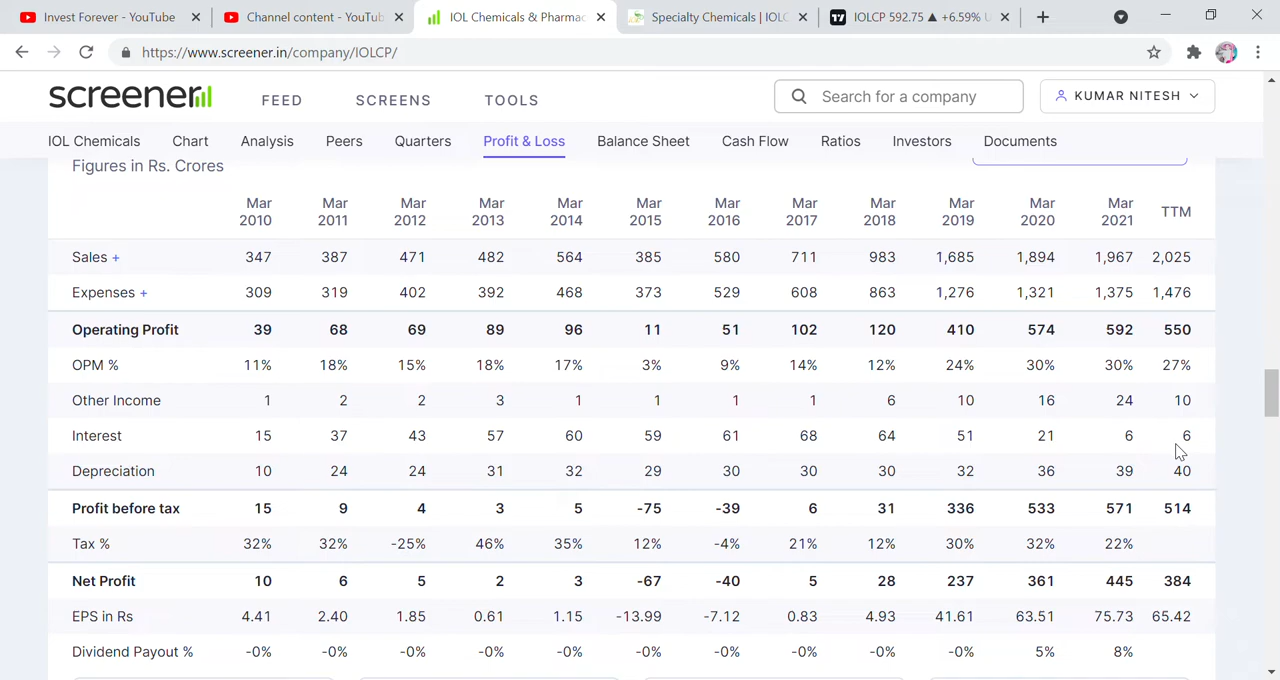 Invest Forever - YouTube
Channel content - YouTub
IOL Chemicals & Pharmac
Specialty Chemicals | IOLC
IOLCP 592.75 ▲ +6.59% U
https://www.screener.in/company/IOLCP/
screener
FEED SCREENS TOOLS
Search for a company
KUMAR NITESH
IOL Chemicals Chart Analysis Peers Quarters Profit & Loss Balance Sheet Cash Flow Ratios Investors Documents
Figures in Rs. Crores
Mar 2010 Mar 2011 Mar 2012 Mar 2013 Mar 2014 Mar 2015 Mar 2016 Mar 2017 Mar 2018 Mar 2019 Mar 2020 Mar 2021 TTM
Sales + 347 387 471 482 564 385 580 711 983 1,685 1,894 1,967 2,025
Expenses + 309 319 402 392 468 373 529 608 863 1,276 1,321 1,375 1,476
Operating Profit 39 68 69 89 96 11 51 102 120 410 574 592 550
OPM % 11% 18% 15% 18% 17% 3% 9% 14% 12% 24% 30% 30% 27%
Other Income 1 2 2 3 1 1 1 1 6 10 16 24 10
Interest 15 37 43 57 60 59 61 68 64 51 21 6 6
Depreciation 10 24 24 31 32 29 30 30 30 32 36 39 40
Profit before tax 15 9 4 3 5 -75 -39 6 31 336 533 571 514
Tax % 32% 32% -25% 46% 35% 12% -4% 21% 12% 30% 32% 22%
Net Profit 10 6 5 2 3 -67 -40 5 28 237 361 445 384
EPS in Rs 4.41 2.40 1.85 0.61 1.15 -13.99 -7.12 0.83 4.93 41.61 63.51 75.73 65.42
Dividend Payout % -0% -0% -0% -0% -0% -0% -0% -0% -0% -0% 5% 8%